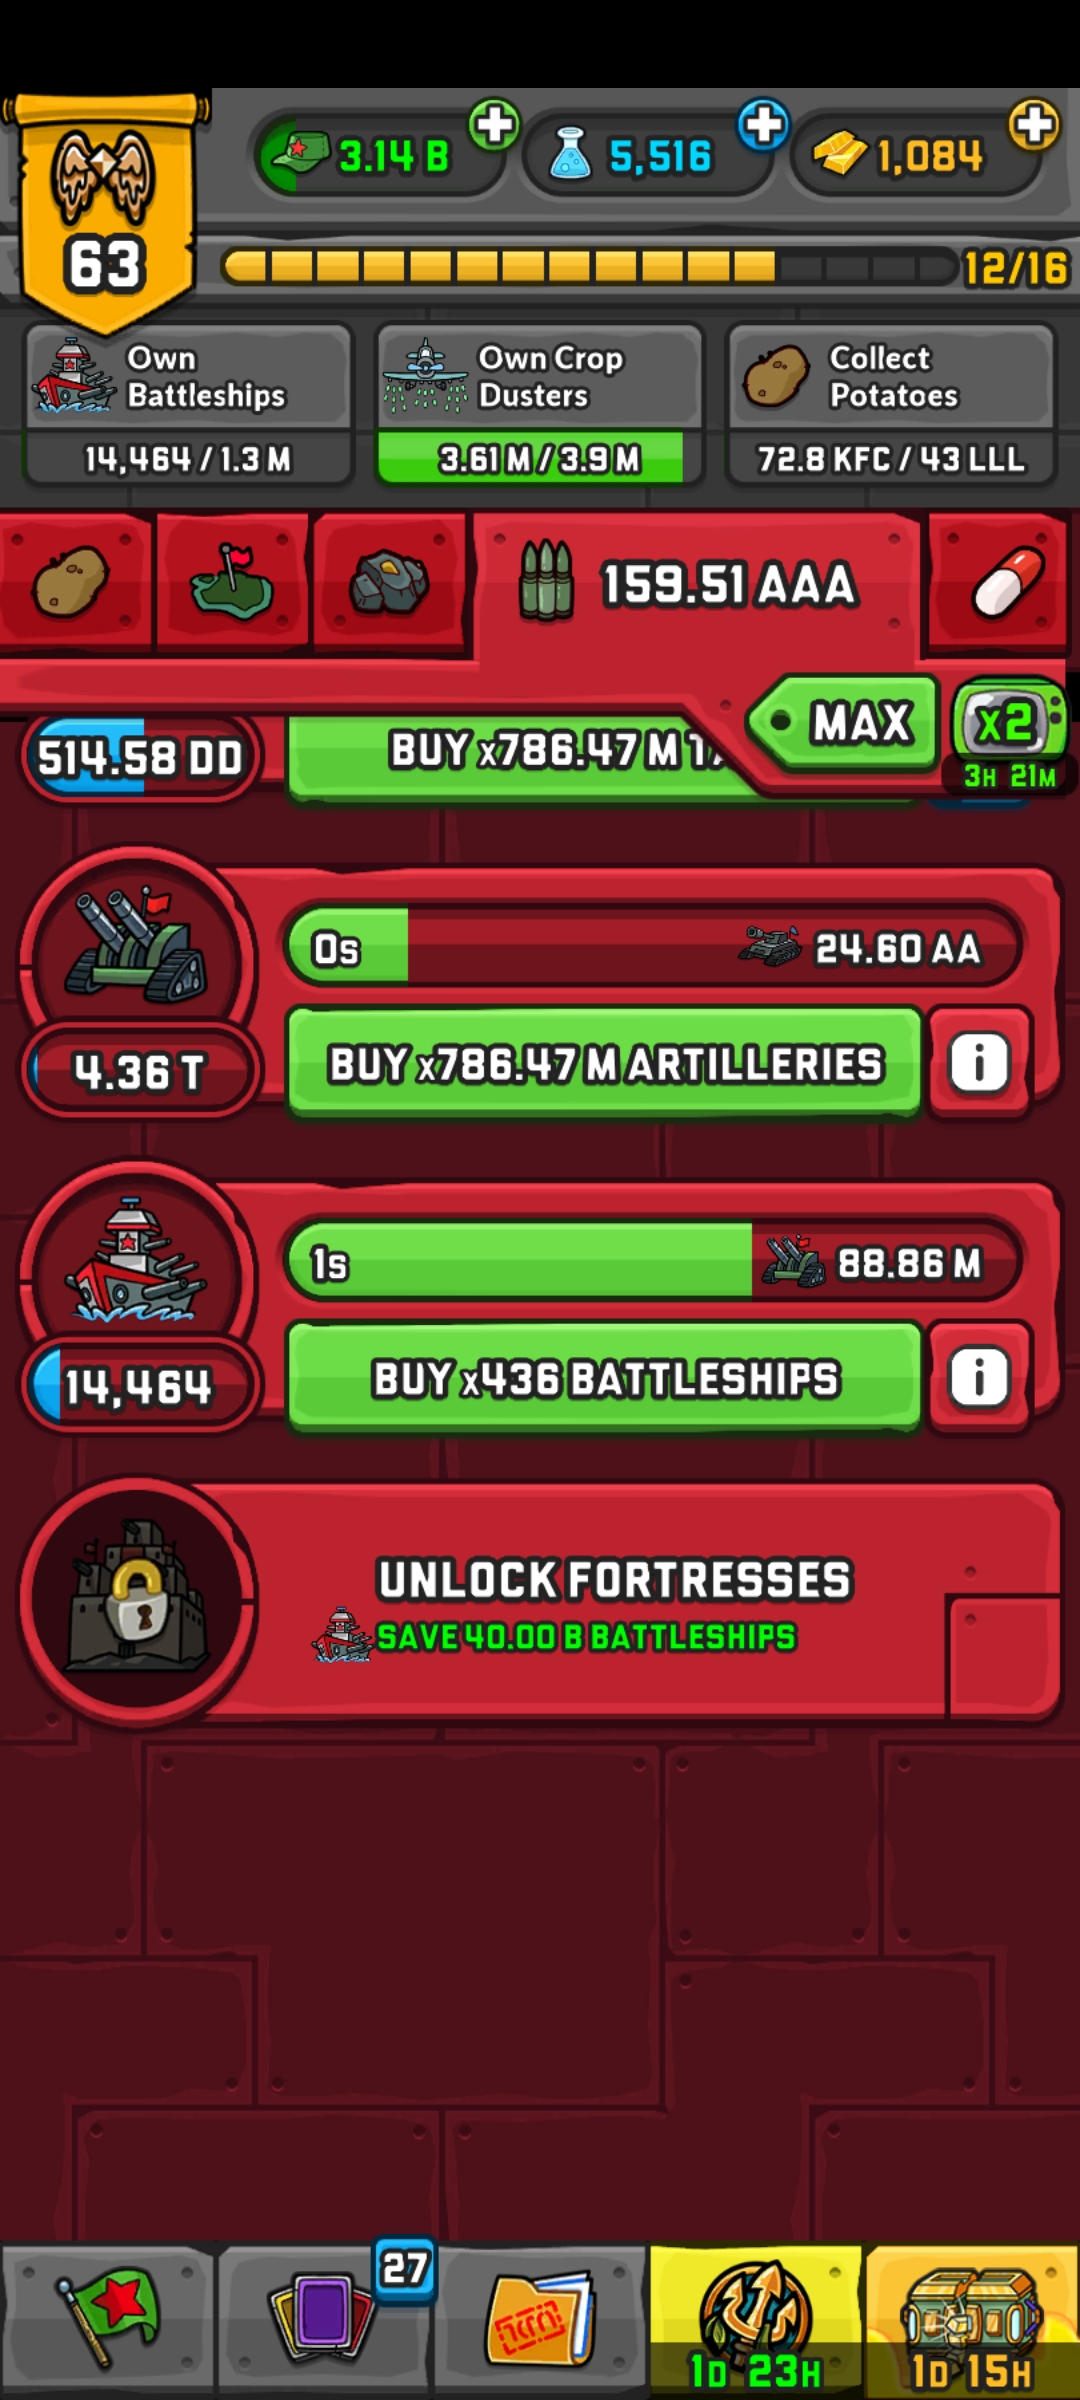 3.14 B
5,516
1,084
63
12/16
Own
Battleships
14,464 / 1.3 M
Own Crop
Dusters
3.61 M / 3.9 M
Collect
Potatoes
72.8 KFC / 43 LLL
159.51 AAA
MAX
x2
3H 21M
514.58 DD
BUY x786.47 M
0s
24.60 AA
4.36 T
BUY x786.47 M ARTILLERIES
i
1s
88.86 M
14,464
BUY x436 BATTLESHIPS
i
UNLOCK FORTRESSES
SAVE 40.00 B BATTLESHIPS
27
1D 23H
1D 15H